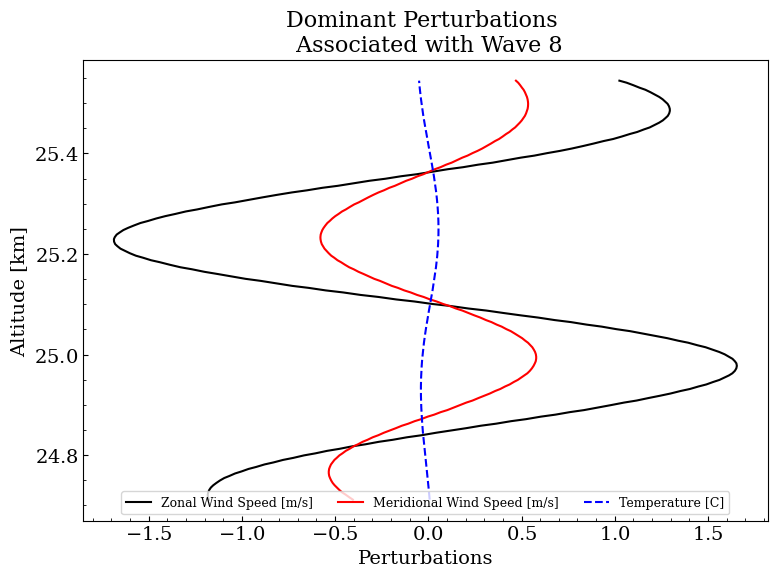 Dominant Perturbations
Associated with Wave 8
Altitude [km]
25.4
25.2
25.0
24.8
Zonal Wind Speed [m/s] Meridional Wind Speed [m/s] Temperature [C]
−1.5 −1.0 −0.5 0.0 0.5 1.0 1.5
Perturbations